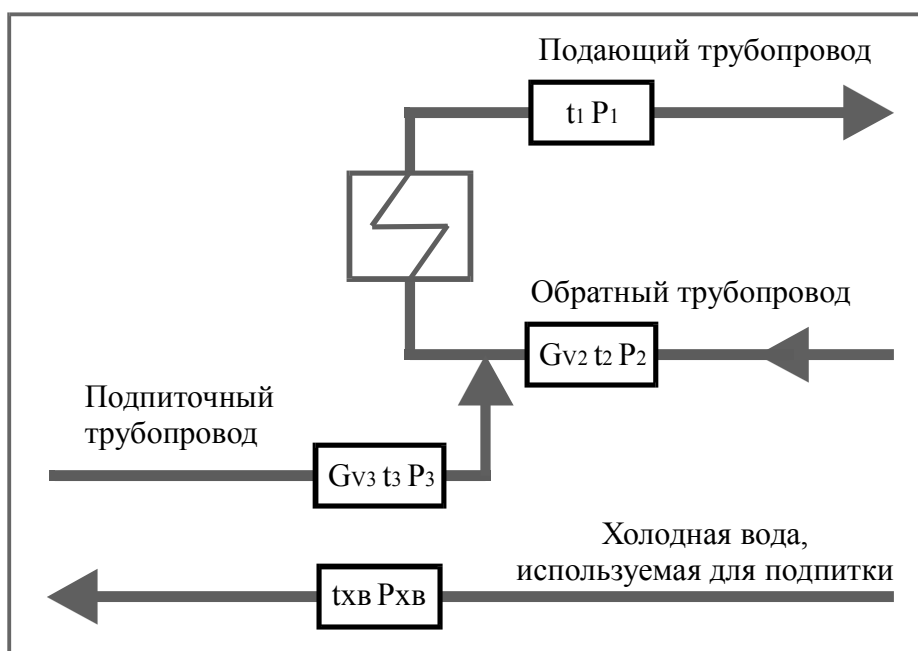 Подающий трубопровод
t1 P1
Обратный трубопровод
GV2 t2 P2
Подпиточный
трубопровод
GV3 t3 P3
Холодная вода,
используемая для подпитки
tхв Pхв